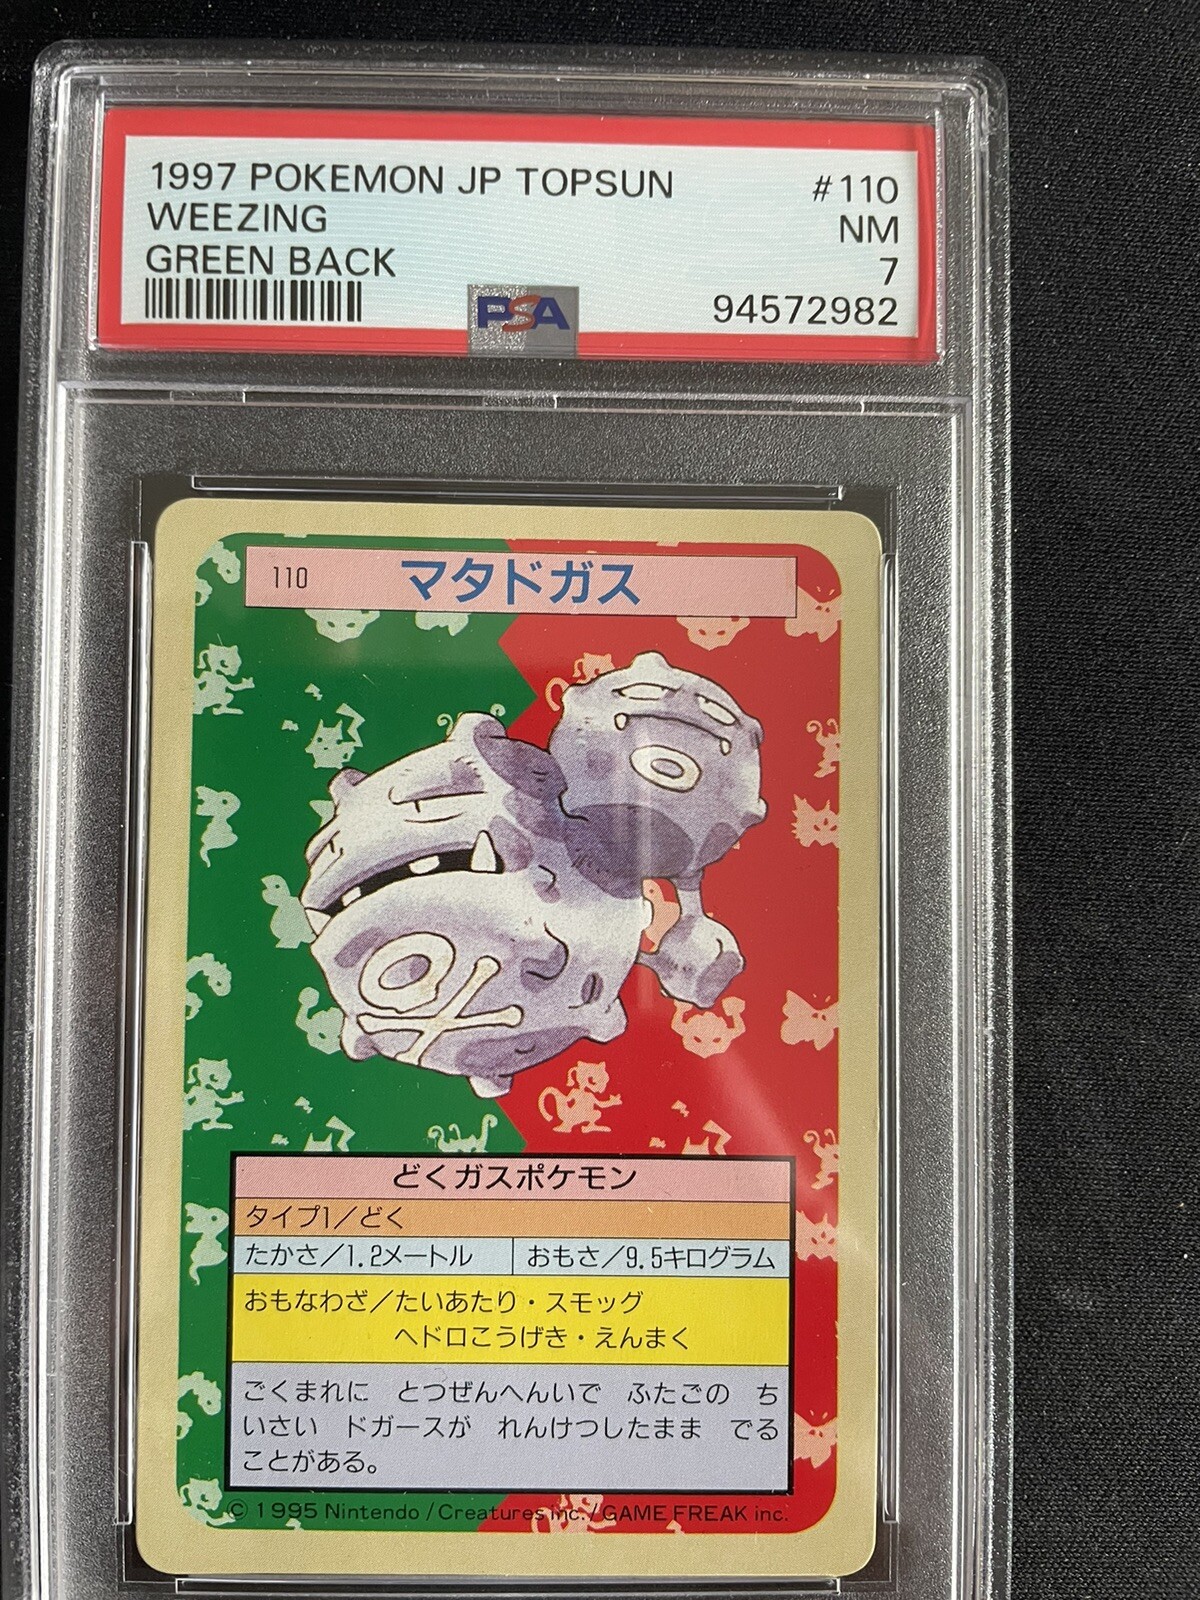 1997 POKEMON JP TOPSUN #110
WEEZING NM
GREEN BACK 7
PSA 94572982
110 マタドガス
どくガスポケモン
タイプ1／どく
たかさ／1.2メートル おもさ／9.5キログラム
おもなわざ／たいあたり・スモッグ
ヘドロこうげき・えんまく
ごくまれに とつぜんへんいで ふたごの ち
いさい ドガースが れんけつしたまま でる
ことがある。
© 1995 Nintendo / Creatures inc. / GAME FREAK inc.